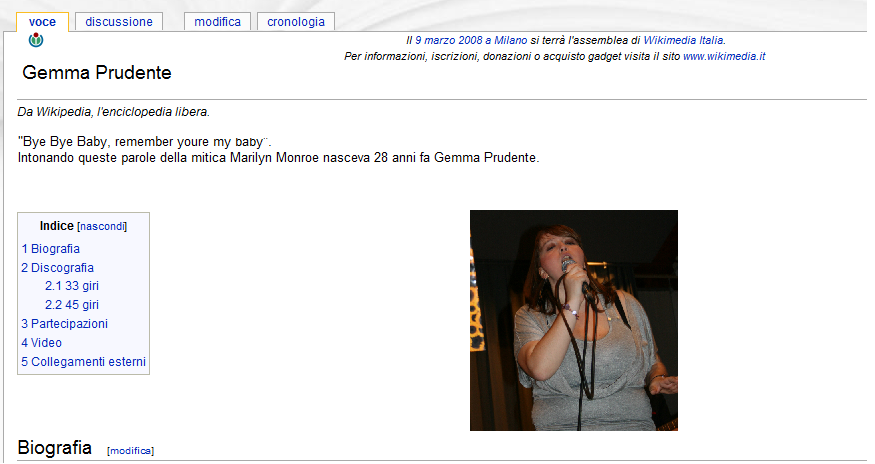 voce discussione modifica cronologia
Il 9 marzo 2008 a Milano si terrà l'assemblea di Wikimedia Italia.
Per informazioni, iscrizioni, donazioni o acquisto gadget visita il sito www.wikimedia.it
Gemma Prudente
Da Wikipedia, l'enciclopedia libera.
"Bye Bye Baby, remember youre my baby¨.
Intonando queste parole della mitica Marilyn Monroe nasceva 28 anni fa Gemma Prudente.
Indice [nascondi]
1 Biografia
2 Discografia
2.1 33 giri
2.2 45 giri
3 Partecipazioni
4 Video
5 Collegamenti esterni
Biografia [modifica]